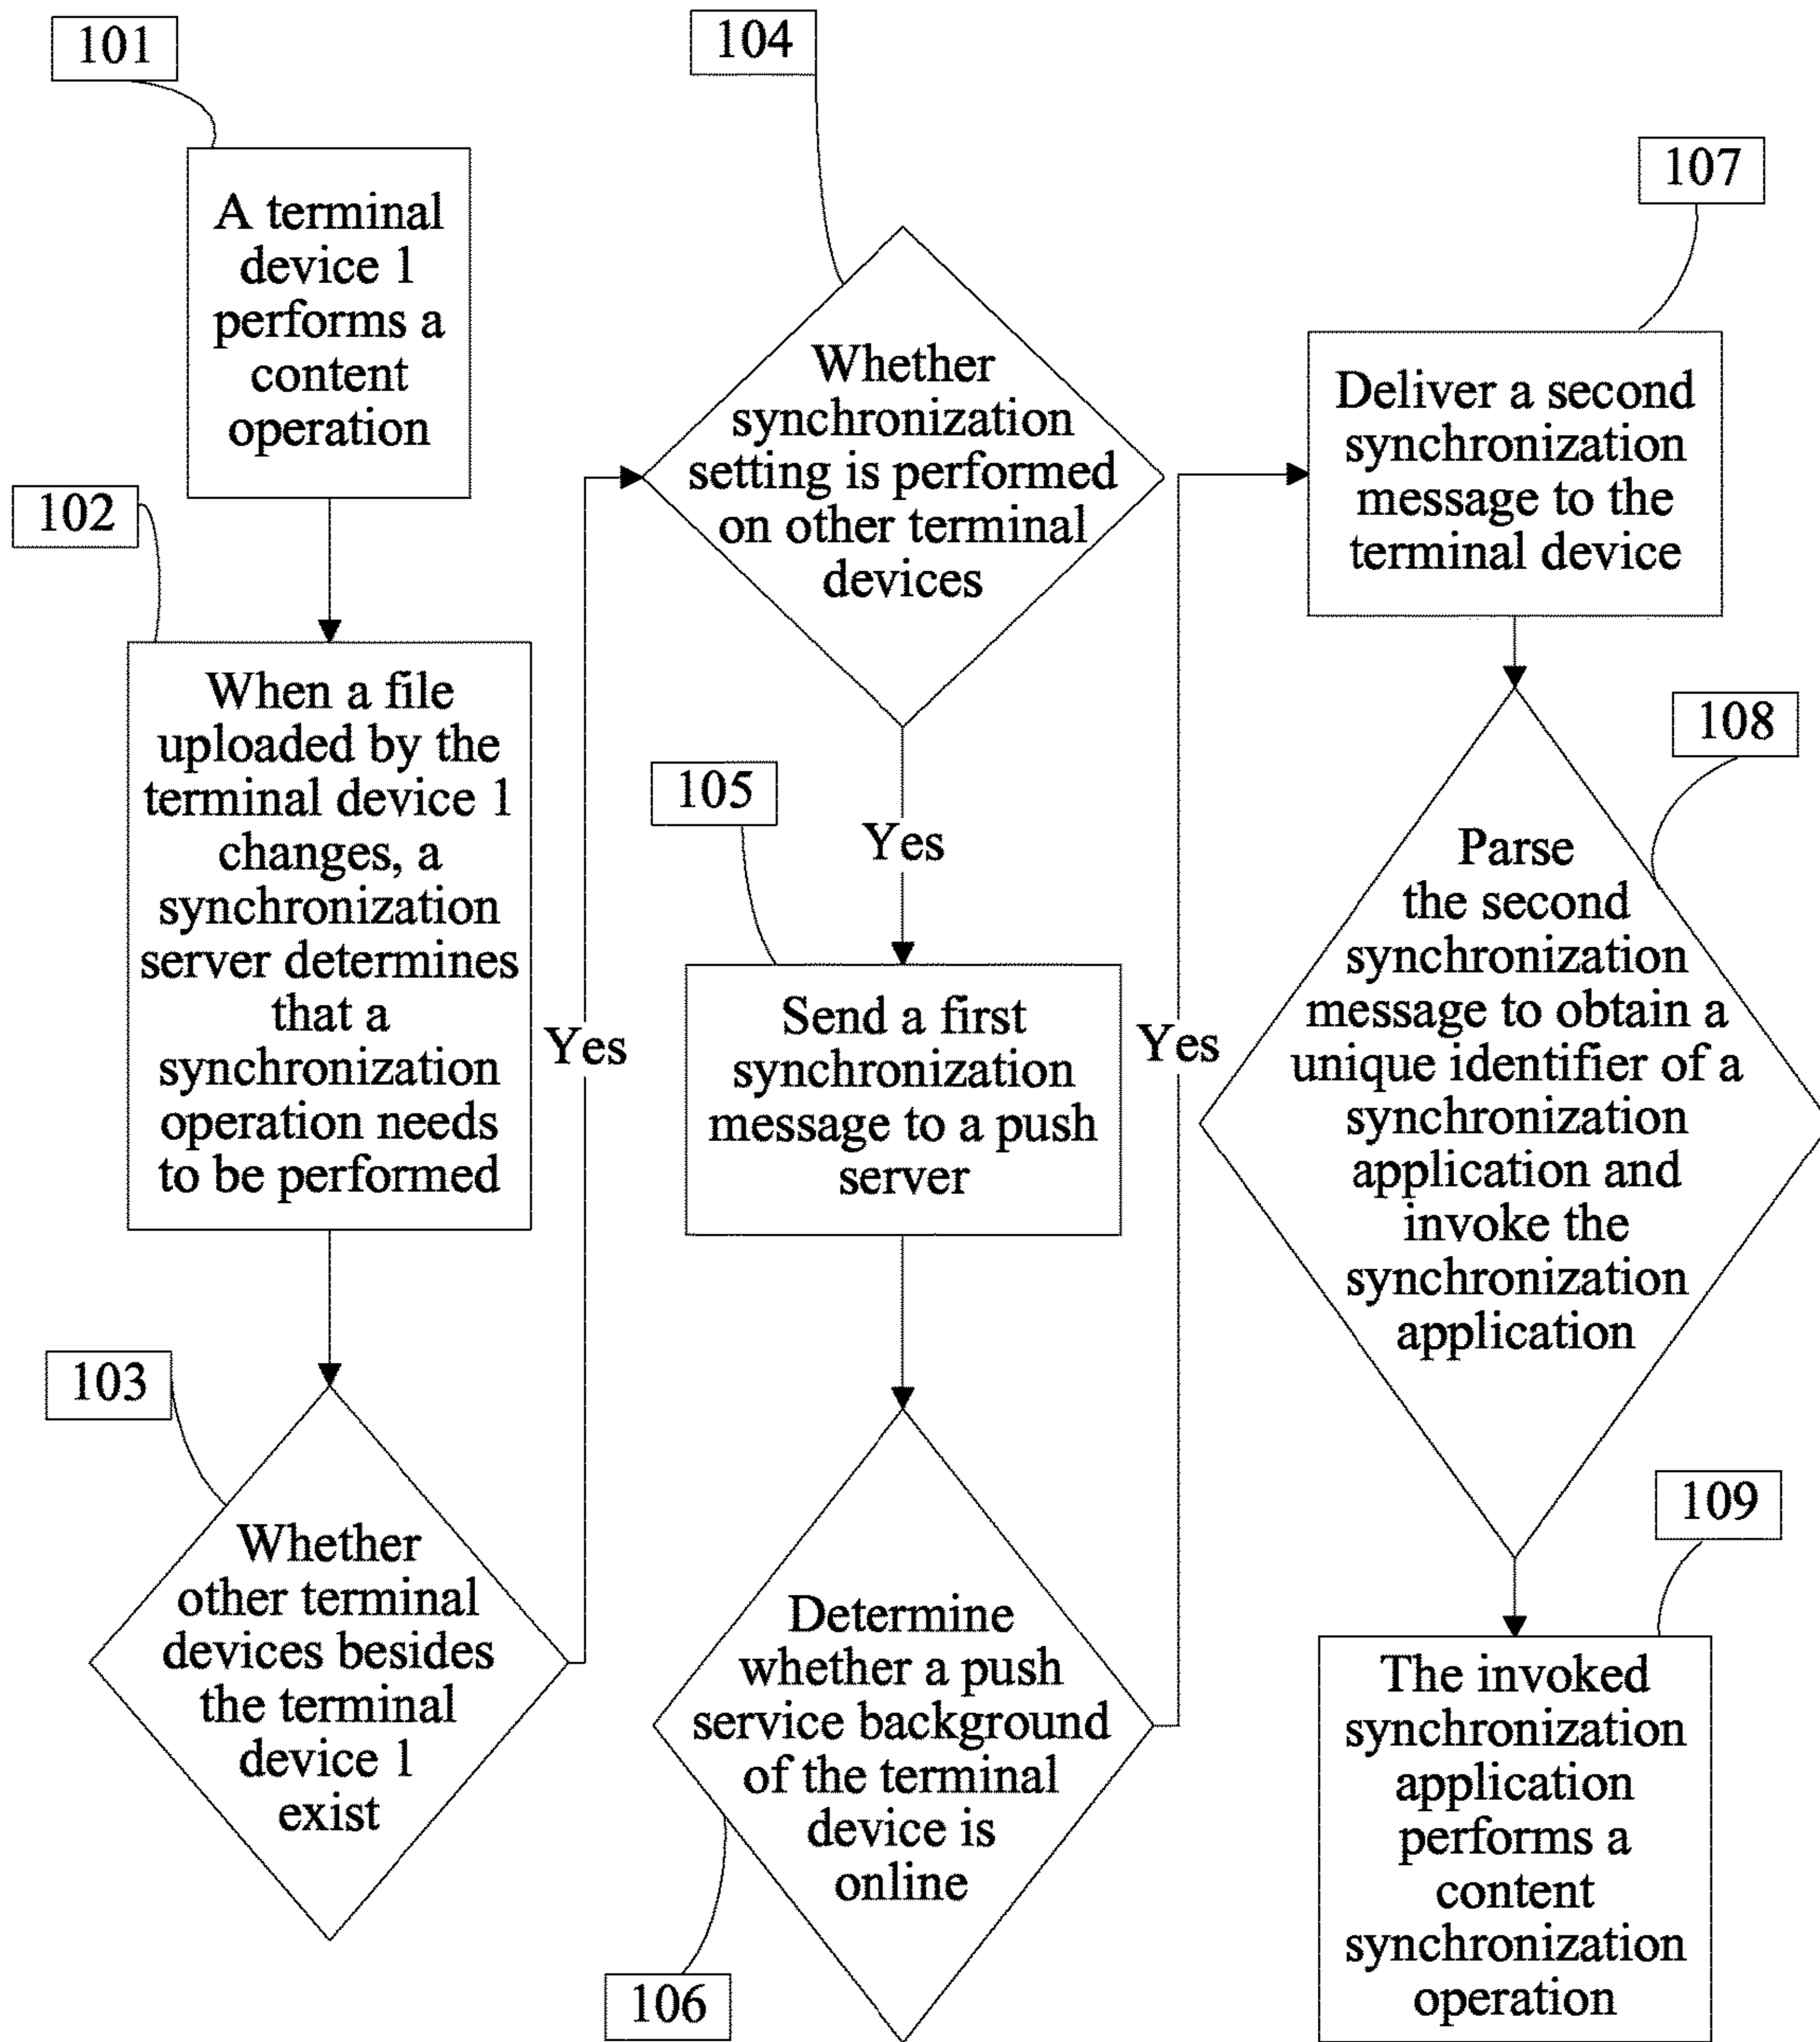 101
A terminal
device 1
performs a
content
operation
102
When a file
uploaded by the
terminal device 1
changes, a
synchronization
server determines
that a
synchronization
operation needs
to be performed
103
Whether
other terminal
devices besides
the terminal
device 1
exist
Yes
104
Whether
synchronization
setting is performed
on other terminal
devices
Yes
105
Send a first
synchronization
message to a push
server
106
Determine
whether a push
service background
of the terminal
device is
online
Yes
107
Deliver a second
synchronization
message to the
terminal device
108
Parse
the second
synchronization
message to obtain a
unique identifier of a
synchronization
application and
invoke the
synchronization
application
109
The invoked
synchronization
application
performs a
content
synchronization
operation